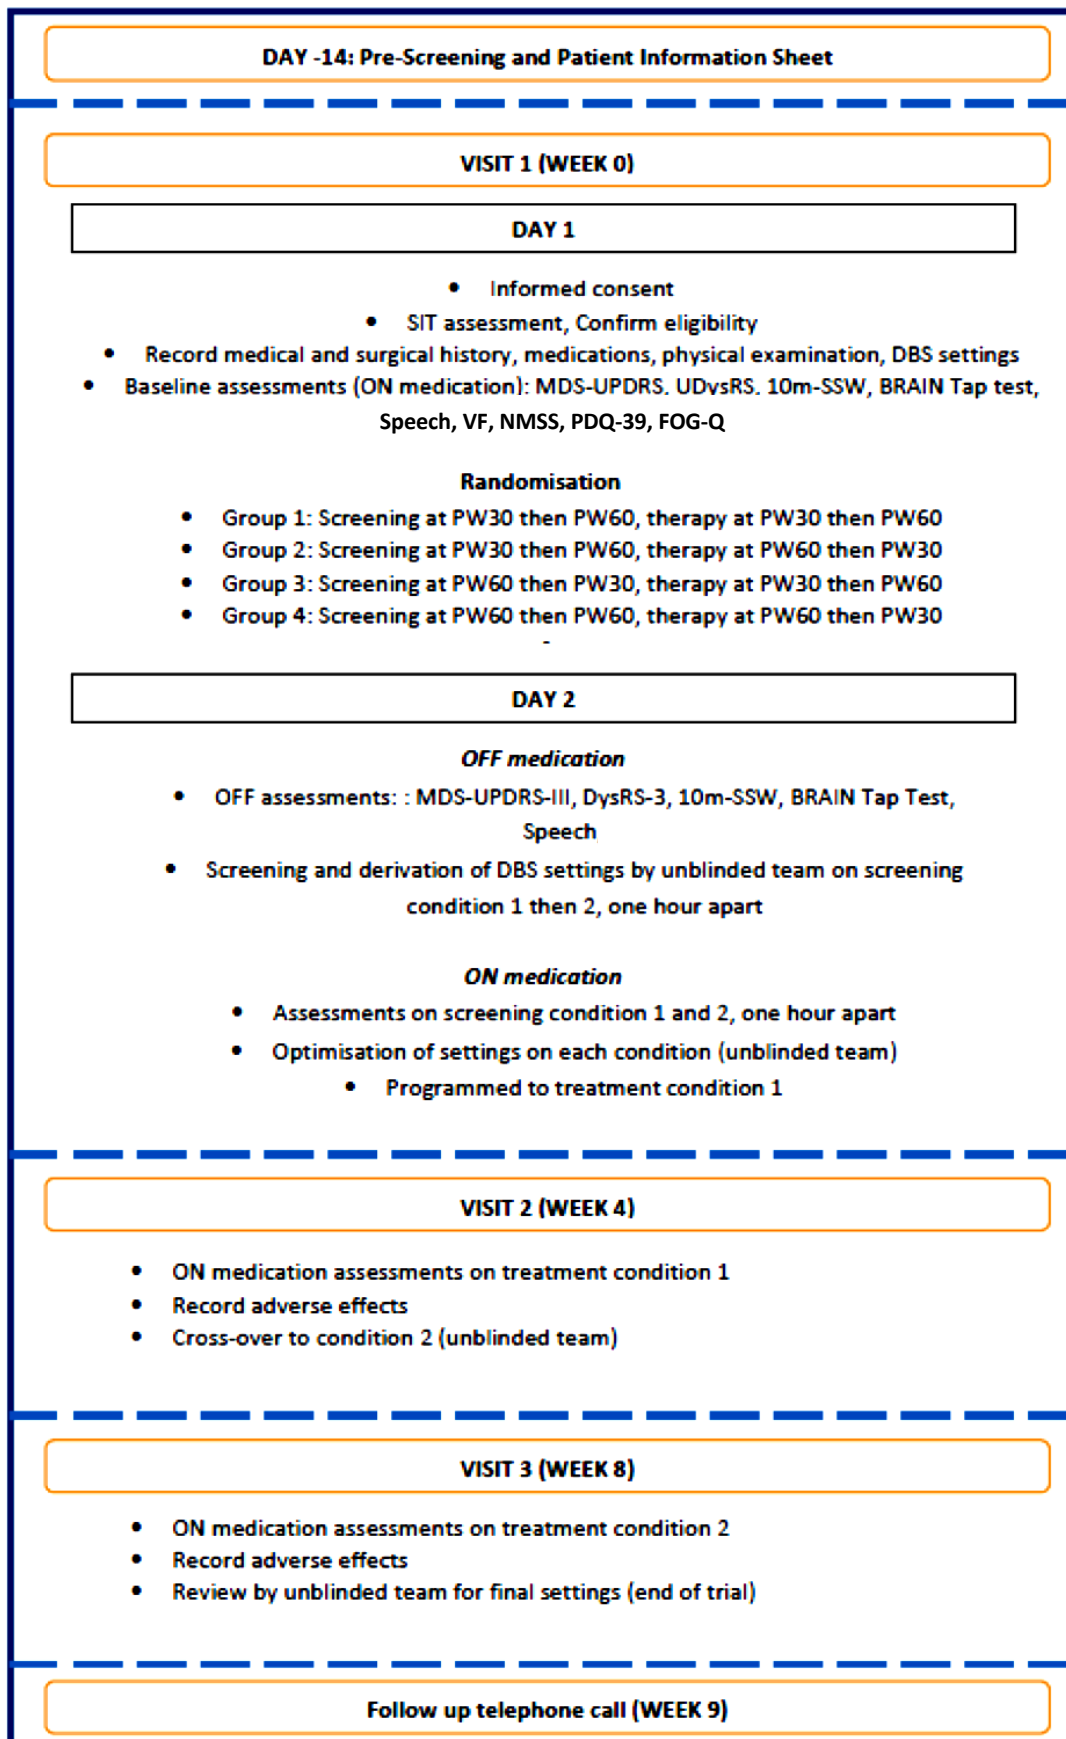 DAY -14: Pre-Screening and Patient Information Sheet
VISIT 1 (WEEK 0)
DAY 1
• Informed consent
• SIT assessment, Confirm eligibility
• Record medical and surgical history, medications, physical examination, DBS settings
• Baseline assessments (ON medication): MDS-UPDRS, UDysRS, 10m-SSW, BRAIN Tap test,
Speech, VF, NMSS, PDQ-39, FOG-Q
Randomisation
• Group 1: Screening at PW30 then PW60, therapy at PW30 then PW60
• Group 2: Screening at PW30 then PW60, therapy at PW60 then PW30
• Group 3: Screening at PW60 then PW30, therapy at PW30 then PW60
• Group 4: Screening at PW60 then PW60, therapy at PW60 then PW30
-
DAY 2
OFF medication
• OFF assessments: : MDS-UPDRS-III, DysRS-3, 10m-SSW, BRAIN Tap Test,
Speech
• Screening and derivation of DBS settings by unblinded team on screening
condition 1 then 2, one hour apart
ON medication
• Assessments on screening condition 1 and 2, one hour apart
• Optimisation of settings on each condition (unblinded team)
• Programmed to treatment condition 1
VISIT 2 (WEEK 4)
• ON medication assessments on treatment condition 1
• Record adverse effects
• Cross-over to condition 2 (unblinded team)
VISIT 3 (WEEK 8)
• ON medication assessments on treatment condition 2
• Record adverse effects
• Review by unblinded team for final settings (end of trial)
Follow up telephone call (WEEK 9)